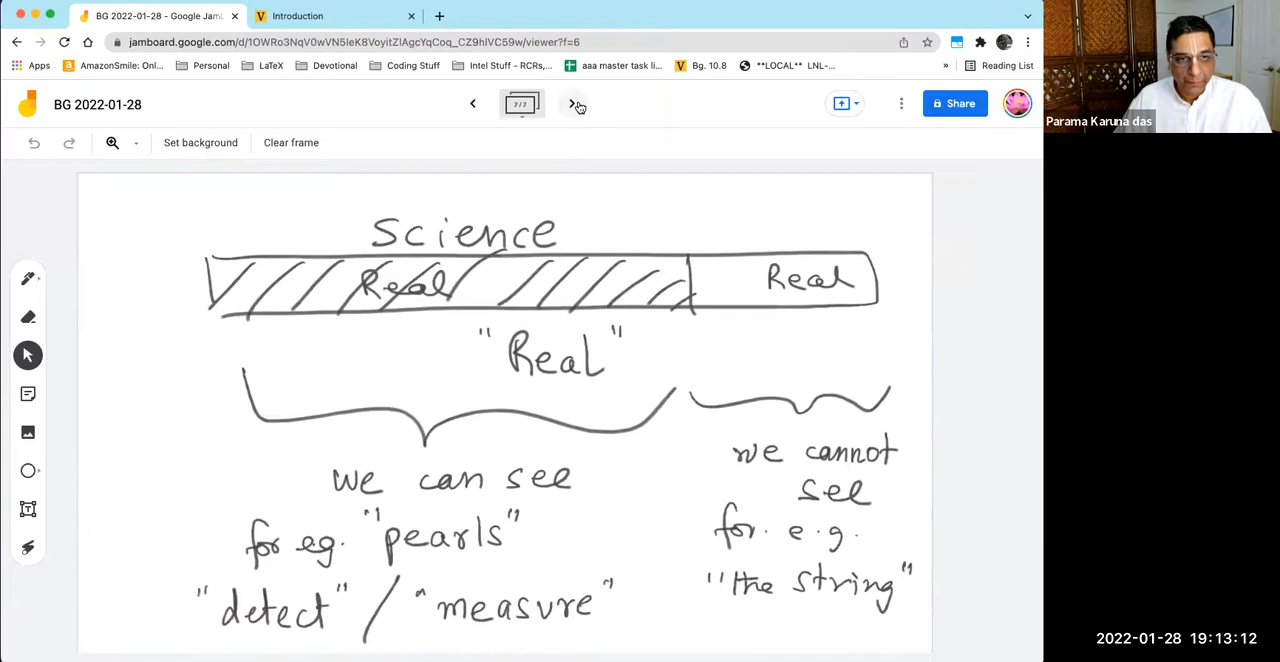 BG 2022-01-28 - Google Jam
Introduction
jamboard.google.com/d/1OWRo3NqV0wVN5leK8VoyitZlAgcYqCoq_CZ9hlVC59w/viewer?f=6
Apps AmazonSmile: Onl... Personal LaTeX Devotional Coding Stuff Intel Stuff - RCRs,... aaa master task li... Bg. 10.8 **LOCAL** LNL-... » Reading List
BG 2022-01-28
7/7
Share
Parama Karuna das
Set background Clear frame
Science
Real Real
"Real"
we can see
for eg. "pearls"
"detect" / "measure"
we cannot
see
for. e.g.
"the string"
2022-01-28 19:13:12